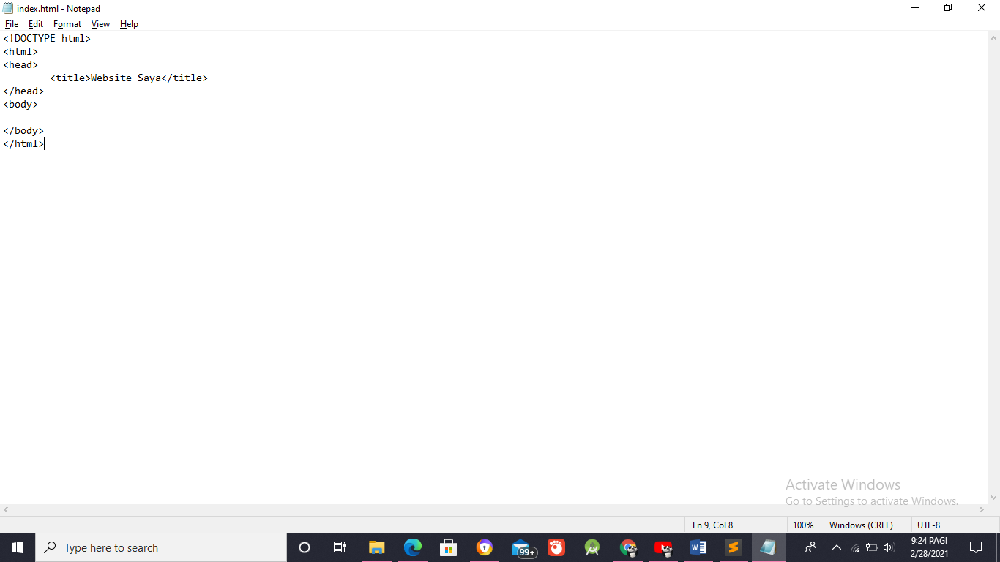 index.html - Notepad
File Edit Format View Help
<!DOCTYPE html>
<html>
<head>
        <title>Website Saya</title>
</head>
<body>

</body>
</html>
Activate Windows
Go to Settings to activate Windows.
Ln 9, Col 8 100% Windows (CRLF) UTF-8
Type here to search 99+ 9:24 PAGI
2/28/2021